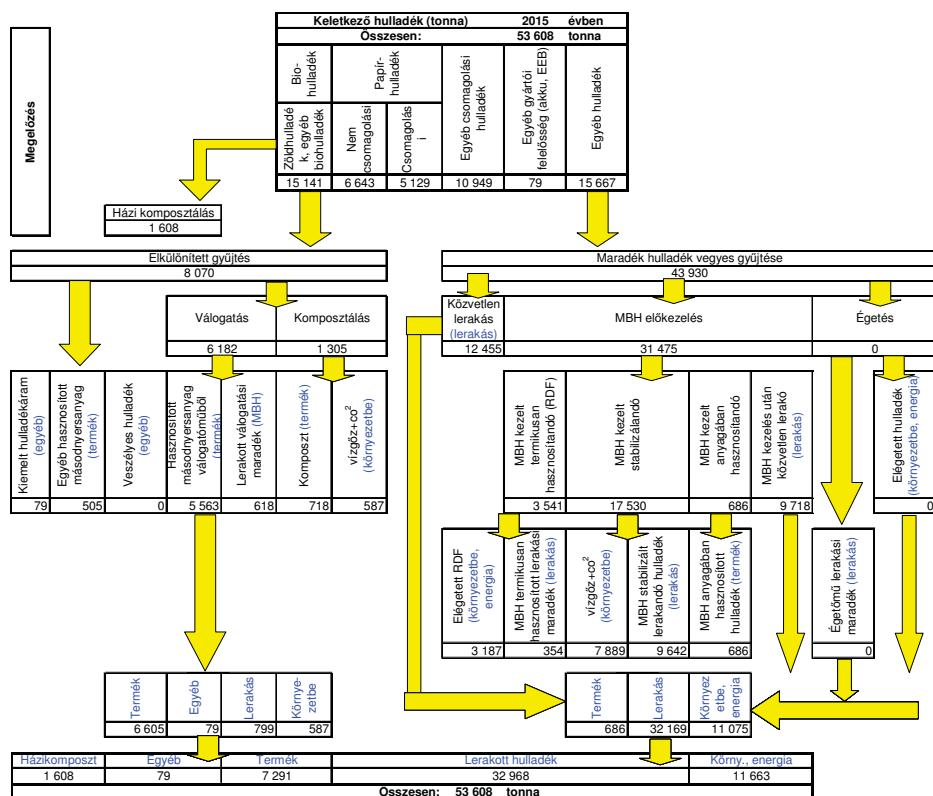 Keletkező hulladék (tonna) 2015 évben
Összesen: 53 608 tonna
Megelőzés
Bio-
hulladék
Papír-
hulladék
Zöldhulladé
k, egyéb
biohulladék
Nem
csomagolási
Csomagolás
i
Egyéb csomagolási
hulladék
Egyéb gyártói
felelősség (akku, EEB)
Egyéb hulladék
15 141 6 643 5 129 10 949 79 15 667
Házi komposztálás
1 608
Elkülönített gyűjtés
8 070
Maradék hulladék vegyes gyűjtése
43 930
Válogatás
6 182
Komposztálás
1 305
Közvetlen
lerakás
(lerakás)
12 455
MBH előkezelés
31 475
Égetés
0
Kiemelt hulladékáram
(egyéb)
Egyéb hasznosított
másodnyersanyag
(termék)
Veszélyes hulladék
(egyéb)
Hasznosított
másodnyersanyag
válogatóműből
(termék)
Lerakott válogatási
maradék (MBH)
Komposzt (termék)
vízgőz+co²
(környezetbe)
79 505 0 5 563 618 718 587
MBH kezelt
termikusan
hasznosítandó (RDF)
MBH kezelt
stabilizálandó
MBH kezelt
anyagában
hasznosítandó
MBH kezelés után
közvetlen lerakó
(lerakás)
3 541 17 530 686 9 718
Elégetett hulladék
(környezetbe, energia)
0
Elégetett RDF
(környezetbe,
energia)
MBH termikusan
hasznosított lerakási
maradék (lerakás)
vízgőz+co²
(környezetbe)
MBH stabilizált
lerakandó hulladék
(lerakás)
MBH anyagában
hasznosított
hulladék (termék)
3 187 354 7 889 9 642 686
Égetőmű lerakási
maradék (lerakás)
0
Termék
Egyéb
Lerakás
Környe-
zetbe
6 605 79 799 587
Termék
Lerakás
Környez
etbe,
energia
686 32 169 11 075
Házikomposzt Egyéb Termék Lerakott hulladék Körny., energia
1 608 79 7 291 32 968 11 663
Összesen: 53 608 tonna